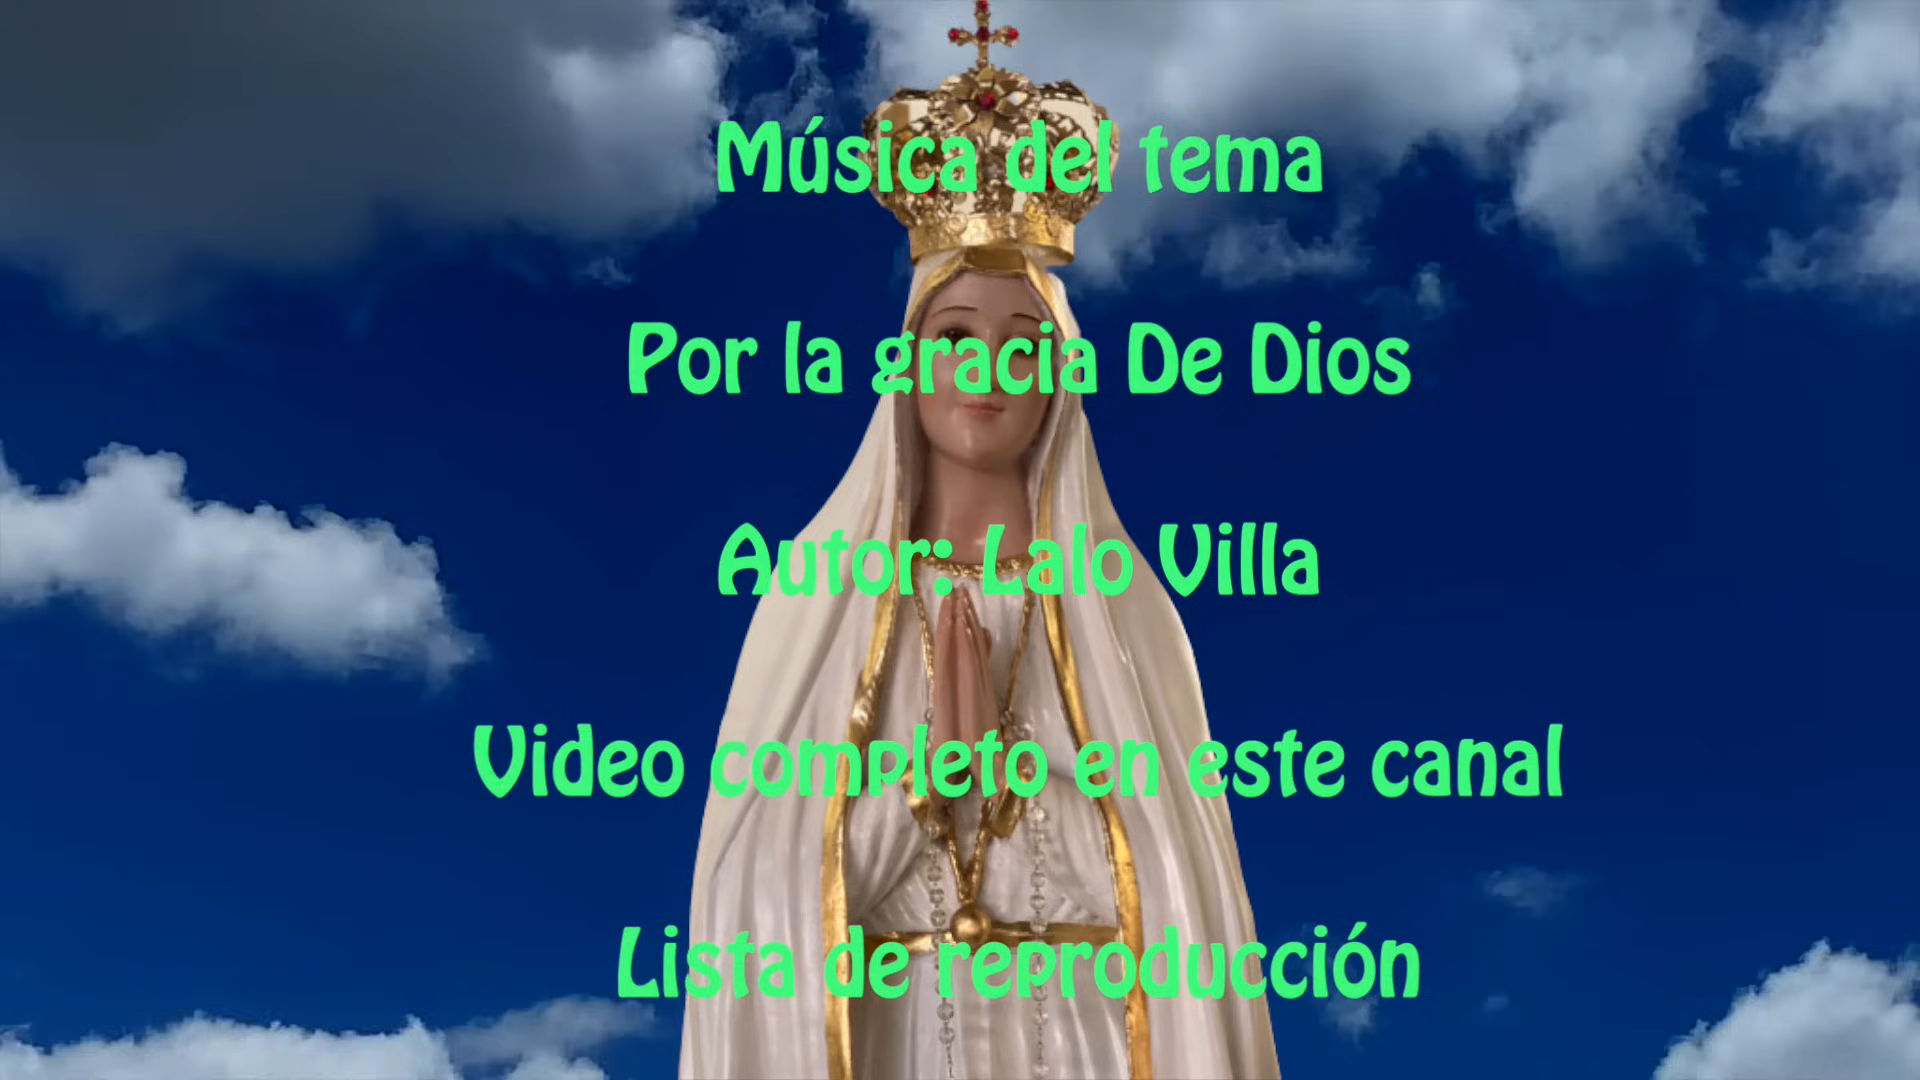 Música del tema
Por la gracia De Dios
Autor: Lalo Villa
Video completo en este canal
Lista de reproducción